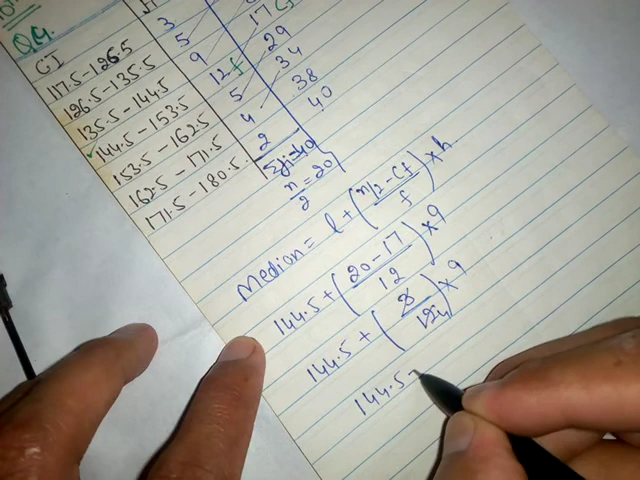 Q4.
CI
117.5-126.5 3
126.5-135.5 5
135.5-144.5 9 17
144.5-153.5 12 f 29
153.5-162.5 5 34
162.5-171.5 4 38
171.5-180.5 2 40
Σfi=40
n/2=20
Median = l+(n/2-Cf/f)×h
144.5+(20-17/12)×9
144.5+(3/12 4)×9
144.5